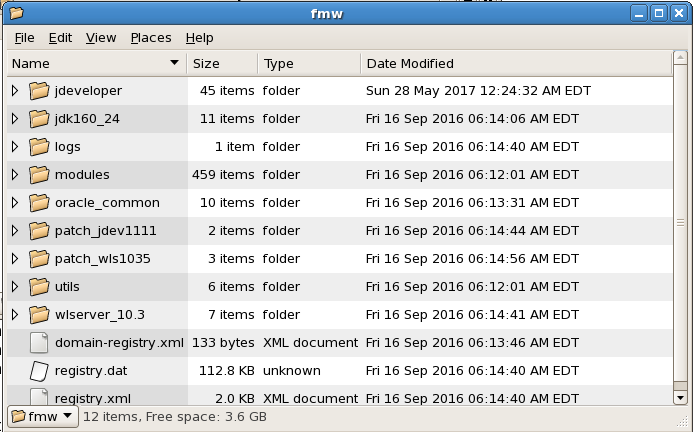 fmw
File Edit View Places Help
Name Size Type Date Modified
jdeveloper 45 items folder Sun 28 May 2017 12:24:32 AM EDT
jdk160_24 11 items folder Fri 16 Sep 2016 06:14:06 AM EDT
logs 1 item folder Fri 16 Sep 2016 06:14:40 AM EDT
modules 459 items folder Fri 16 Sep 2016 06:12:01 AM EDT
oracle_common 10 items folder Fri 16 Sep 2016 06:13:31 AM EDT
patch_jdev1111 2 items folder Fri 16 Sep 2016 06:14:44 AM EDT
patch_wls1035 3 items folder Fri 16 Sep 2016 06:14:56 AM EDT
utils 6 items folder Fri 16 Sep 2016 06:12:01 AM EDT
wlserver_10.3 7 items folder Fri 16 Sep 2016 06:14:41 AM EDT
domain-registry.xml 133 bytes XML document Fri 16 Sep 2016 06:13:46 AM EDT
registry.dat 112.8 KB unknown Fri 16 Sep 2016 06:14:40 AM EDT
registry.xml 2.0 KB XML document Fri 16 Sep 2016 06:14:40 AM EDT
fmw 12 items, Free space: 3.6 GB